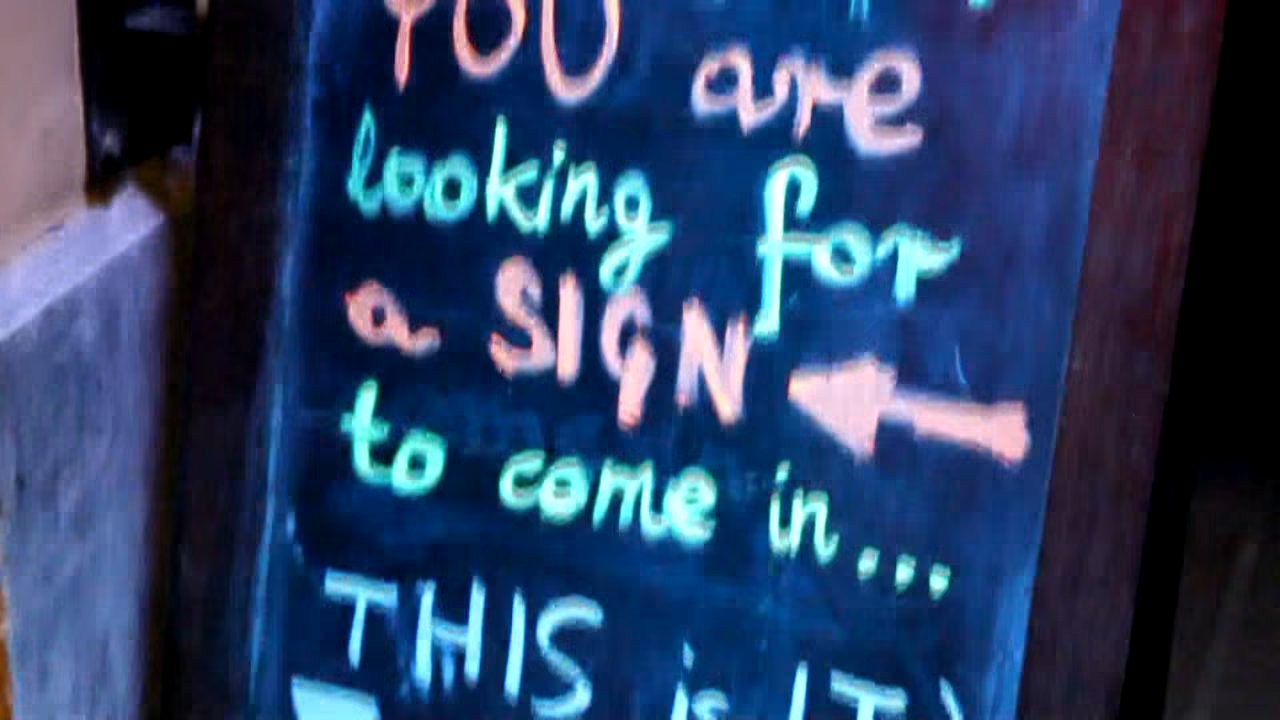 YOU are
looking for
a SIGN
to come in...
THIS is IT